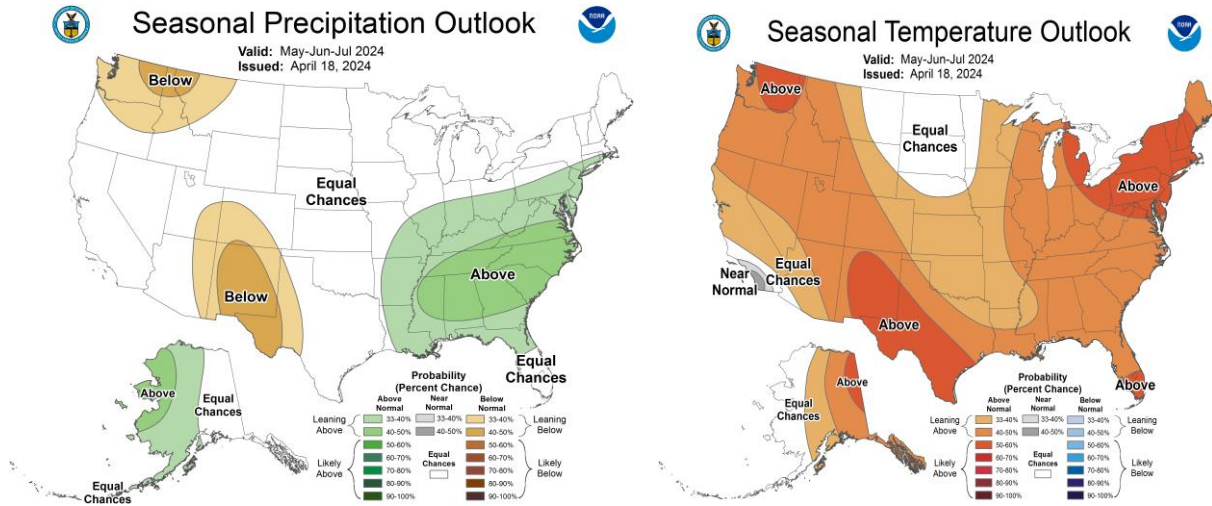 Seasonal Precipitation Outlook
NOAA
Valid: May-Jun-Jul 2024
Issued: April 18, 2024
Below
Equal
Chances
Below
Above
Equal
Chances
Above
Equal
Chances
Equal
Chances
Probability
(Percent Chance)
Above
Normal
Near
Normal
Below
Normal
Leaning
Above
33-40%
33-40%
33-40%
Leaning
Below
40-50%
40-50%
40-50%
Likely
Above
50-60%
50-60%
Likely
Below
60-70%
60-70%
70-80%
Equal
Chances
70-80%
80-90%
80-90%
90-100%
90-100%
Seasonal Temperature Outlook
NOAA
Valid: May-Jun-Jul 2024
Issued: April 18, 2024
Above
Equal
Chances
Above
Near
Normal
Equal
Chances
Above
Above
Above
Equal
Chances
Probability
(Percent Chance)
Above
Normal
Near
Normal
Below
Normal
Leaning
Above
33-40%
33-40%
33-40%
Leaning
Below
40-50%
40-50%
40-50%
Likely
Above
50-60%
50-60%
Likely
Below
60-70%
60-70%
70-80%
Equal
Chances
70-80%
80-90%
80-90%
90-100%
90-100%